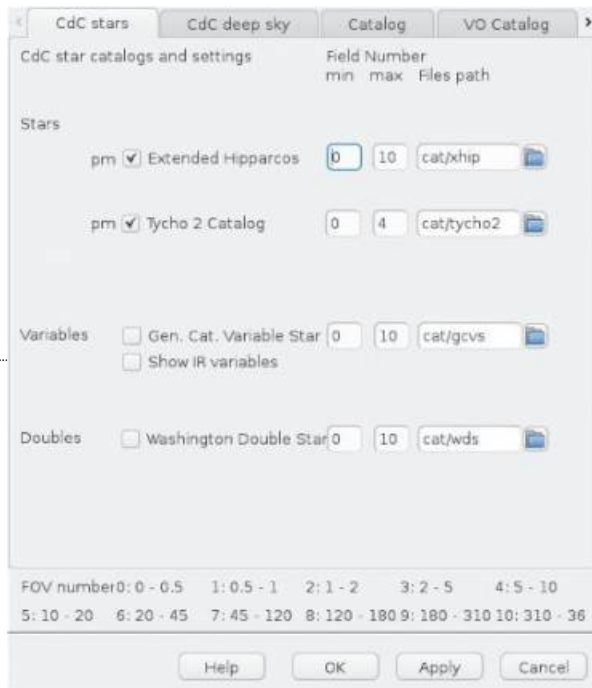 CdC stars CdC deep sky Catalog VO Catalog
CdC star catalogs and settings Field Number
min max Files path
Stars
pm Extended Hipparcos 0 10 cat/xhip
pm Tycho 2 Catalog 0 4 cat/tycho2
Variables Gen. Cat. Variable Star 0 10 cat/gcvs
Show IR variables
Doubles Washington Double Star 0 10 cat/wds
FOV number 0: 0 - 0.5 1: 0.5 - 1 2: 1 - 2 3: 2 - 5 4: 5 - 10
5: 10 - 20 6: 20 - 45 7: 45 - 120 8: 120 - 180 9: 180 - 310 10: 310 - 36
Help OK Apply Cancel